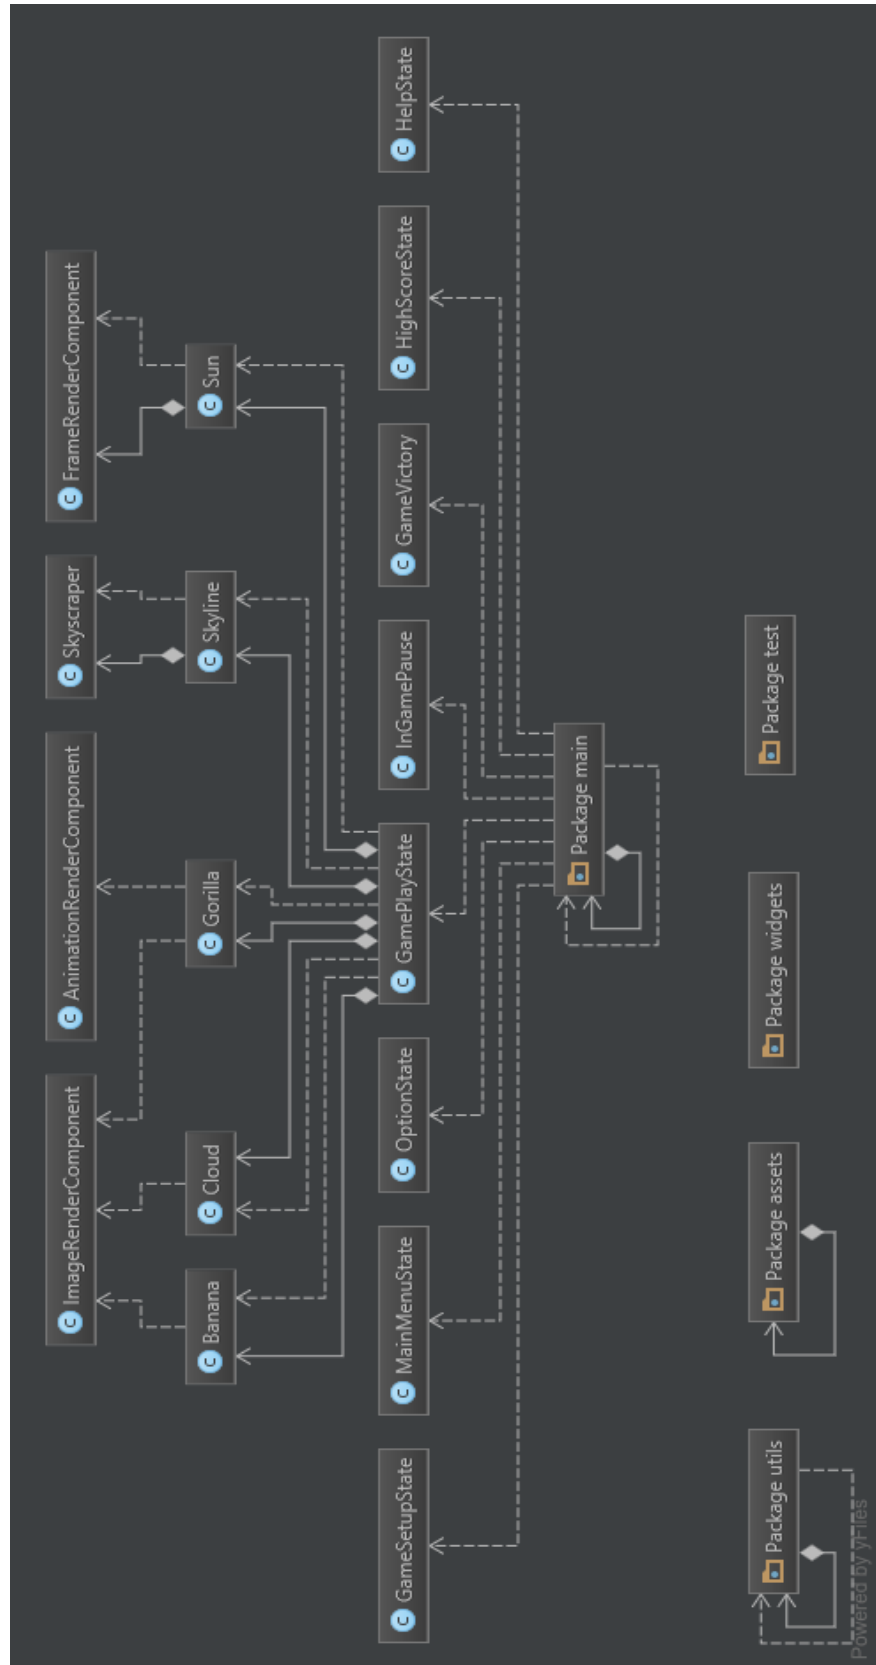 ImageRenderComponent
AnimationRenderComponent
Skyscraper
FrameRenderComponent
Banana
Cloud
Gorilla
Skyline
Sun
GameSetupState
MainMenuState
OptionState
GamePlayState
InGamePause
GameVictory
HighScoreState
HelpState
Package main
Package utils
Package assets
Package widgets
Package test
Powered by yFiles